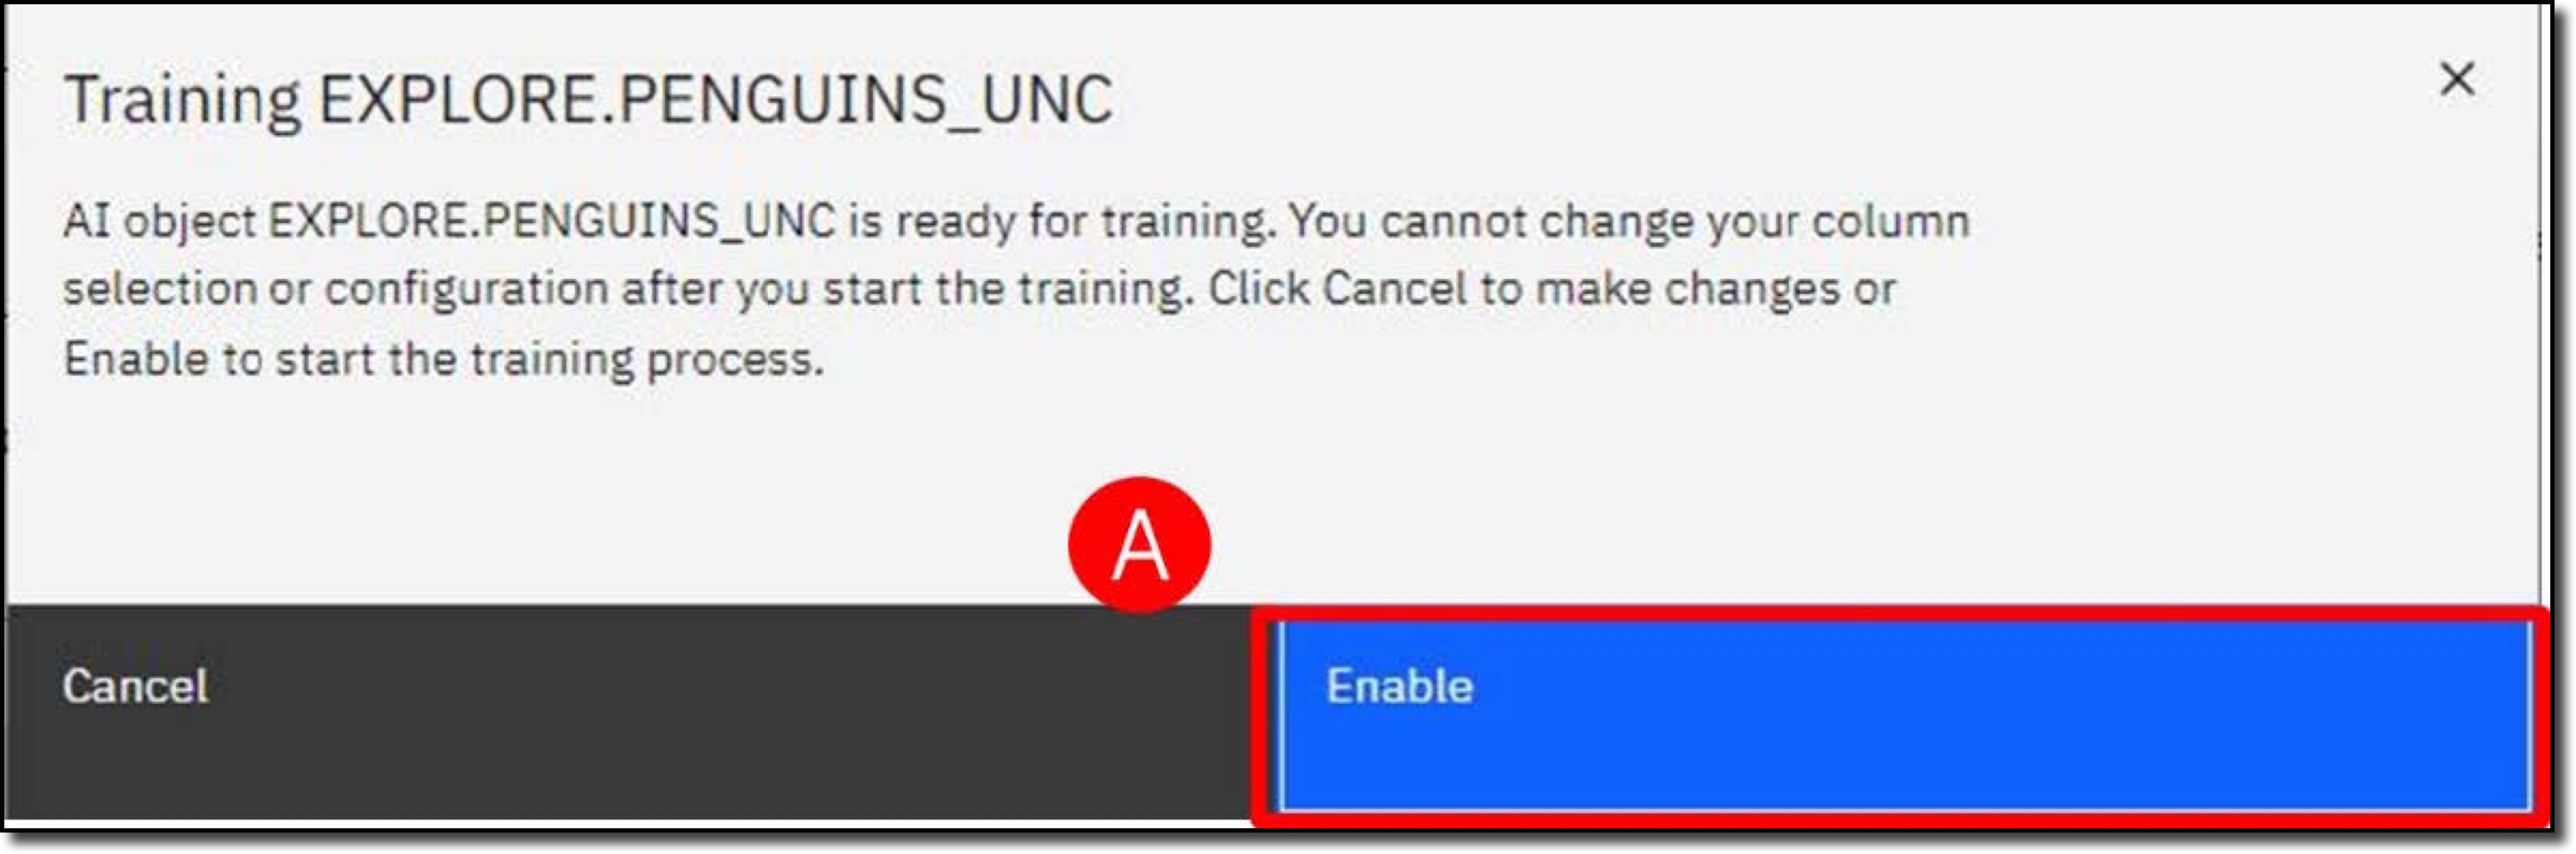 Training EXPLORE.PENGUINS_UNC
AI object EXPLORE.PENGUINS_UNC is ready for training. You cannot change your column
selection or configuration after you start the training. Click Cancel to make changes or
Enable to start the training process.
A
Cancel
Enable